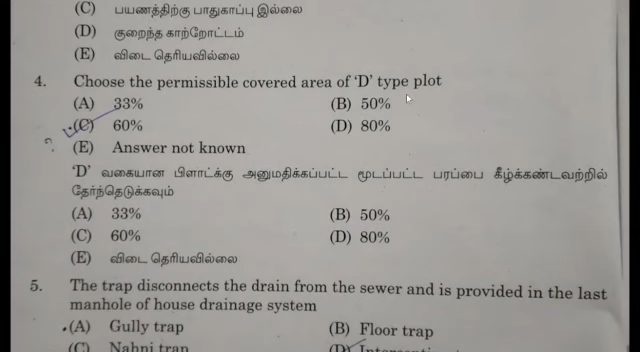 (C) பயணத்திற்கு பாதுகாப்பு இல்லை
(D) குறைந்த காற்றோட்டம்
(E) விடை தெரியவில்லை
4. Choose the permissible covered area of 'D' type plot
(A) 33% (B) 50%
(C) 60% (D) 80%
(E) Answer not known
?
'D' வகையான பிளாட்க்கு அனுமதிக்கப்பட்ட மூடப்பட்ட பரப்பை கீழ்க்கண்டவற்றில்
தேர்ந்தெடுக்கவும்
(A) 33% (B) 50%
(C) 60% (D) 80%
(E) விடை தெரியவில்லை
5. The trap disconnects the drain from the sewer and is provided in the last
manhole of house drainage system
(A) Gully trap (B) Floor trap
(C) Nahni trap (D)